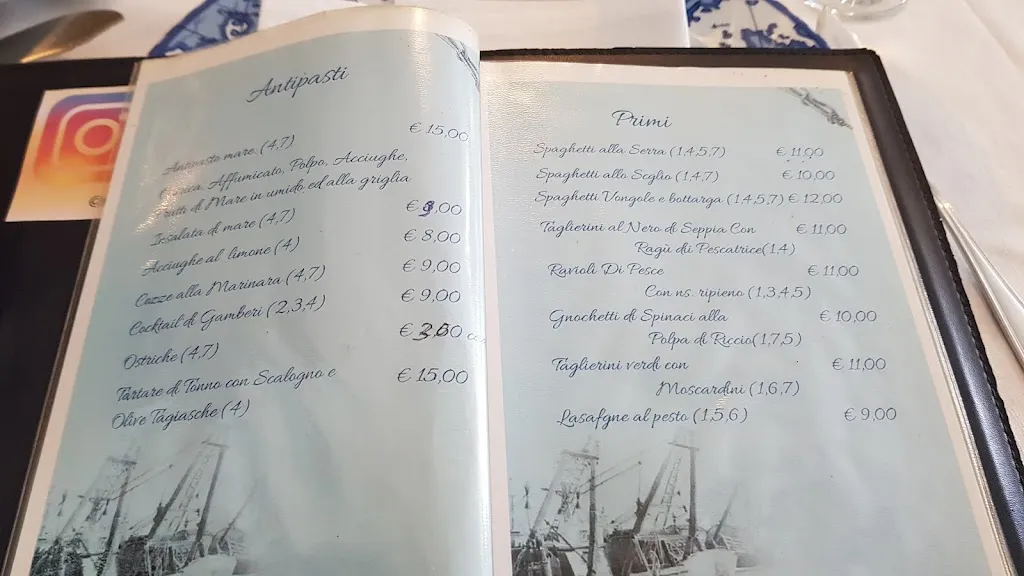 Antipasti
Antipasto mare (4,7) € 15,00
Affumicato, Polpo, Acciughe,
Frutti di Mare in umido ed alla griglia
Insalata di mare (4,7) € 9,00
Acciughe al limone (4) € 8,00
Cozze alla Marinara (4,7) € 9,00
Cocktail di Gamberi (2,3,4) € 9,00
Ostriche (4,7) €
Tartare di Tonno con Scalogno e € 15,00
Olive Tagiasche (4)
Primi
Spaghetti alla Serra (1,4,5,7) € 11,00
Spaghetti allo Scglio (1,4,7) € 10,00
Spaghetti Vongole e bottarga (1,4,5,7) € 12,00
Taglierini al Nero di Seppia Con € 11,00
Ragù di Pescatrice(1,4)
Ravioli Di Pesce € 11,00
Con ns. ripieno (1,3,4,5)
Gnochetti di Spinaci alla € 10,00
Polpa di Riccio(1,7,5)
Taglierini verdi con € 11,00
Moscardini (1,6,7)
Lasafgne al pesto (1,5,6) € 9,00